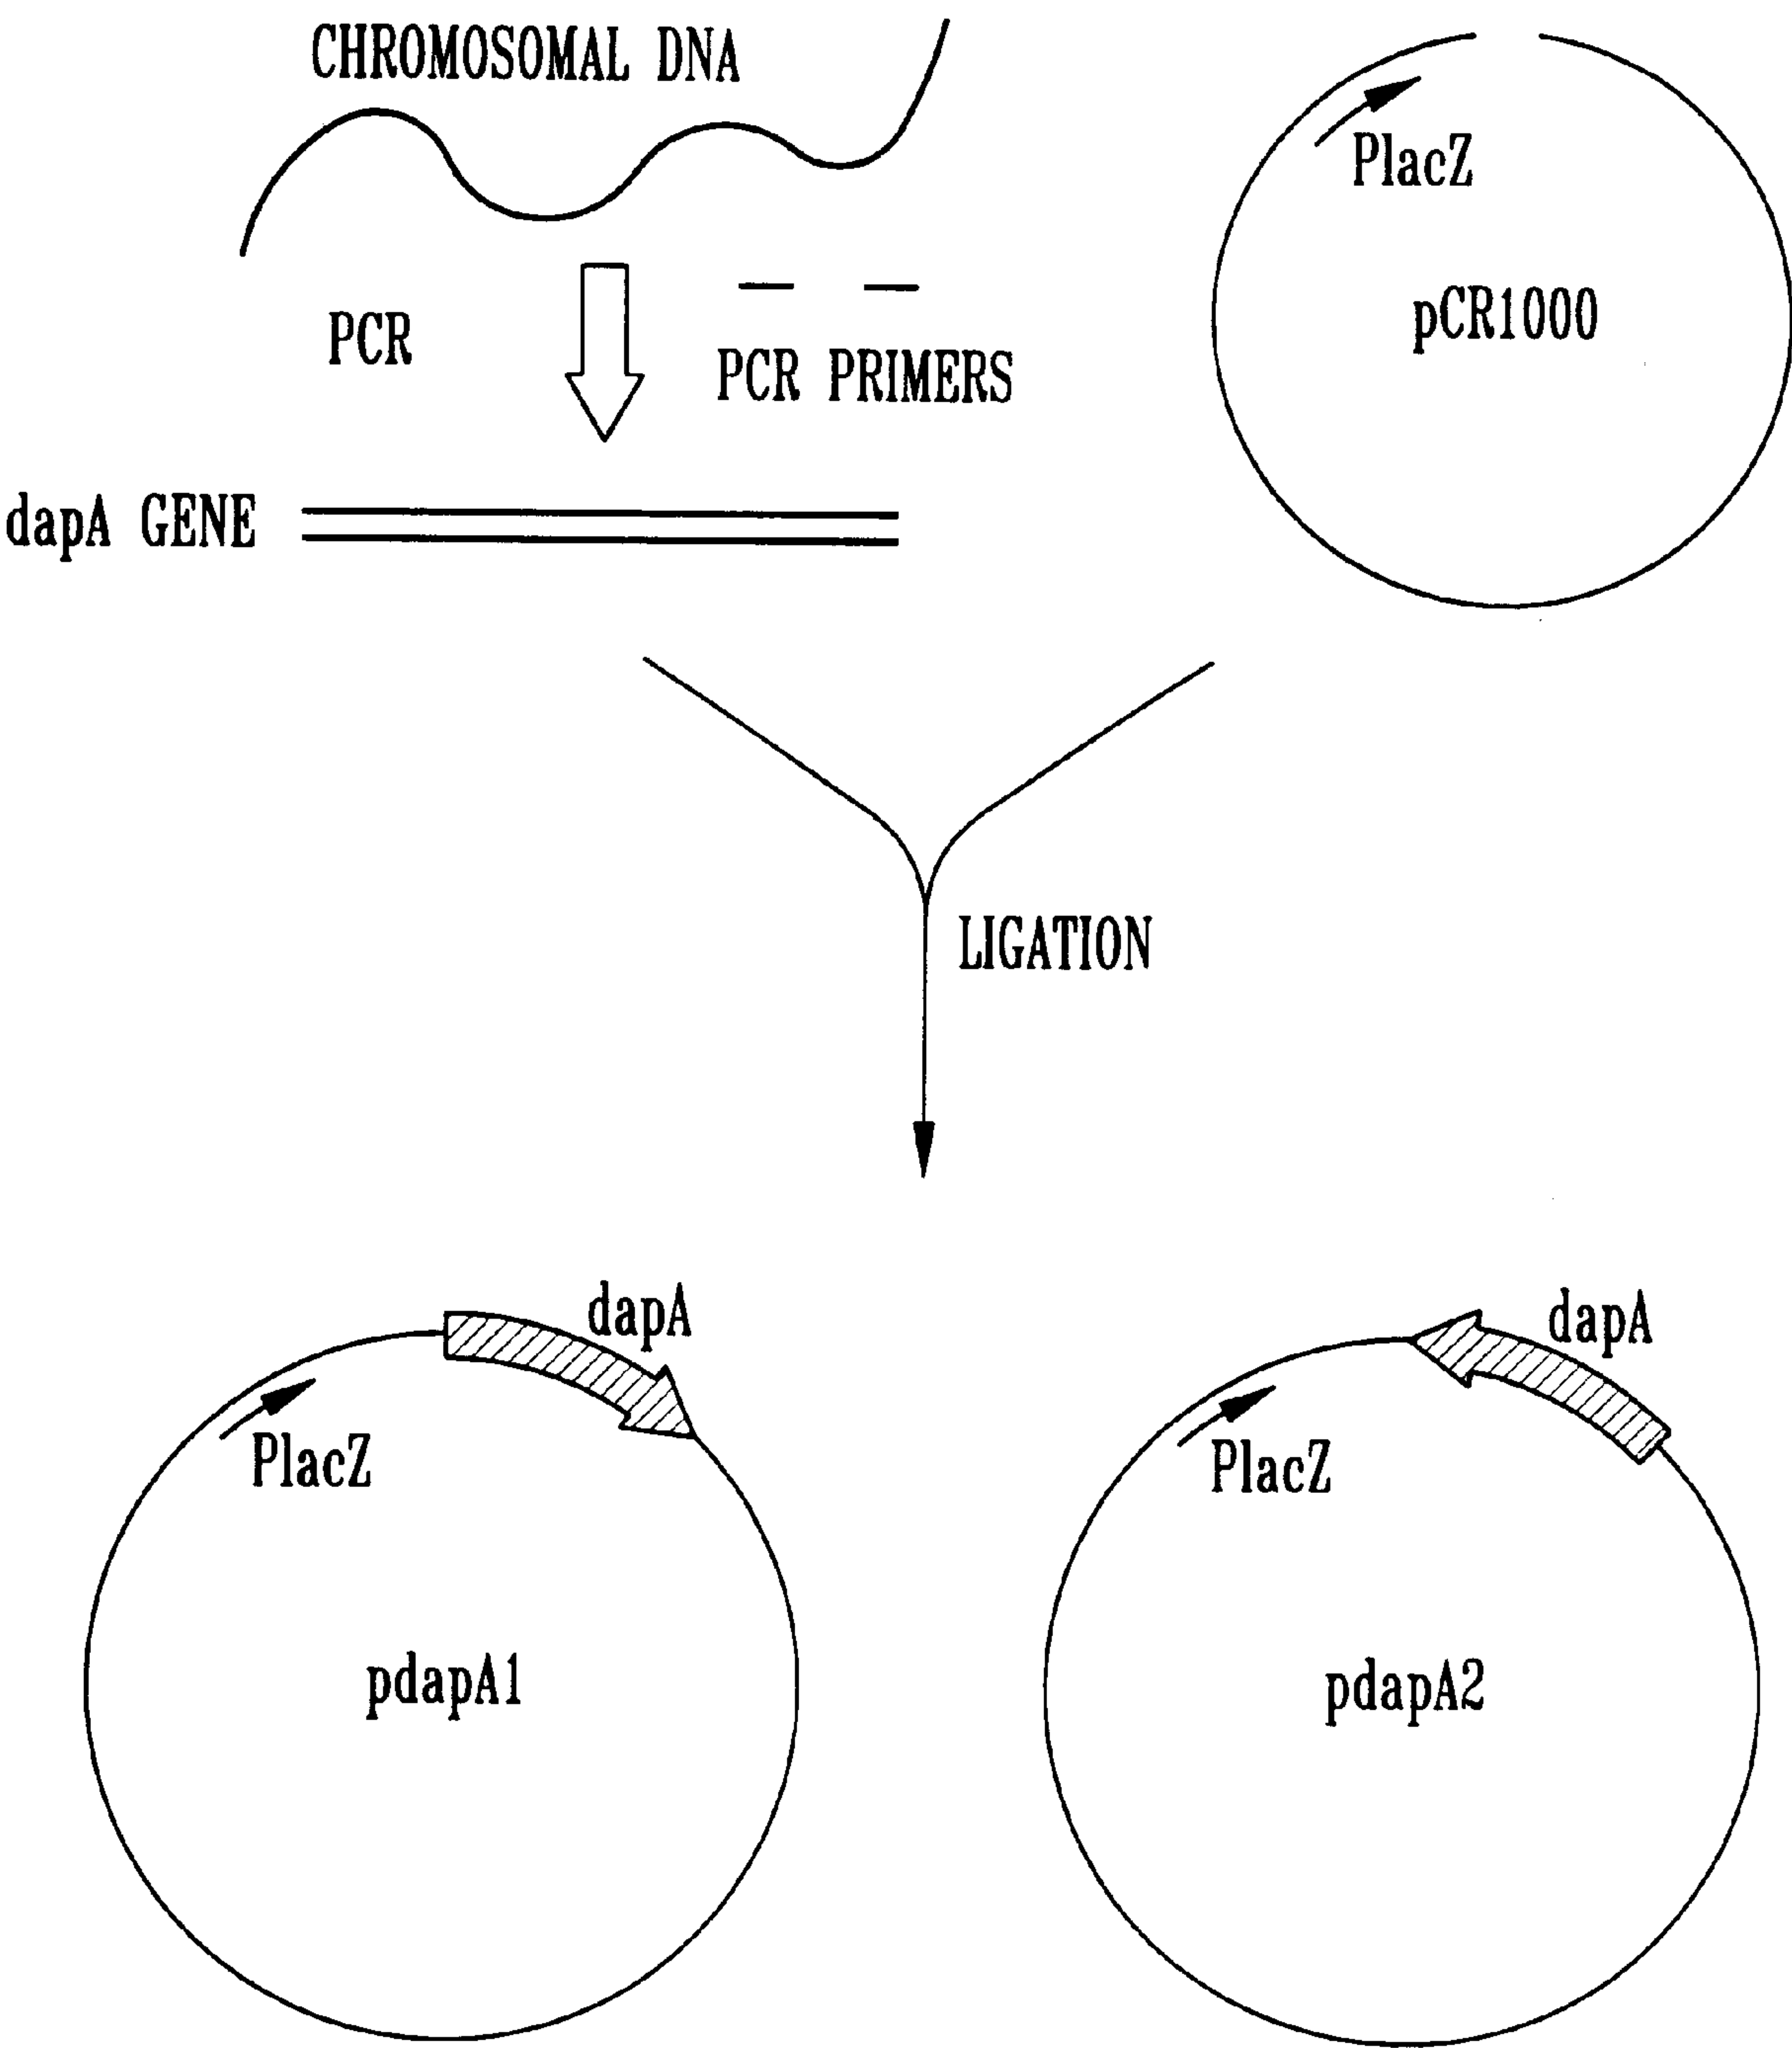 CHROMOSOMAL DNA
PlacZ
pCR1000
PCR
PCR PRIMERS
dapA GENE
LIGATION
dapA
PlacZ
pdapA1
dapA
PlacZ
pdapA2